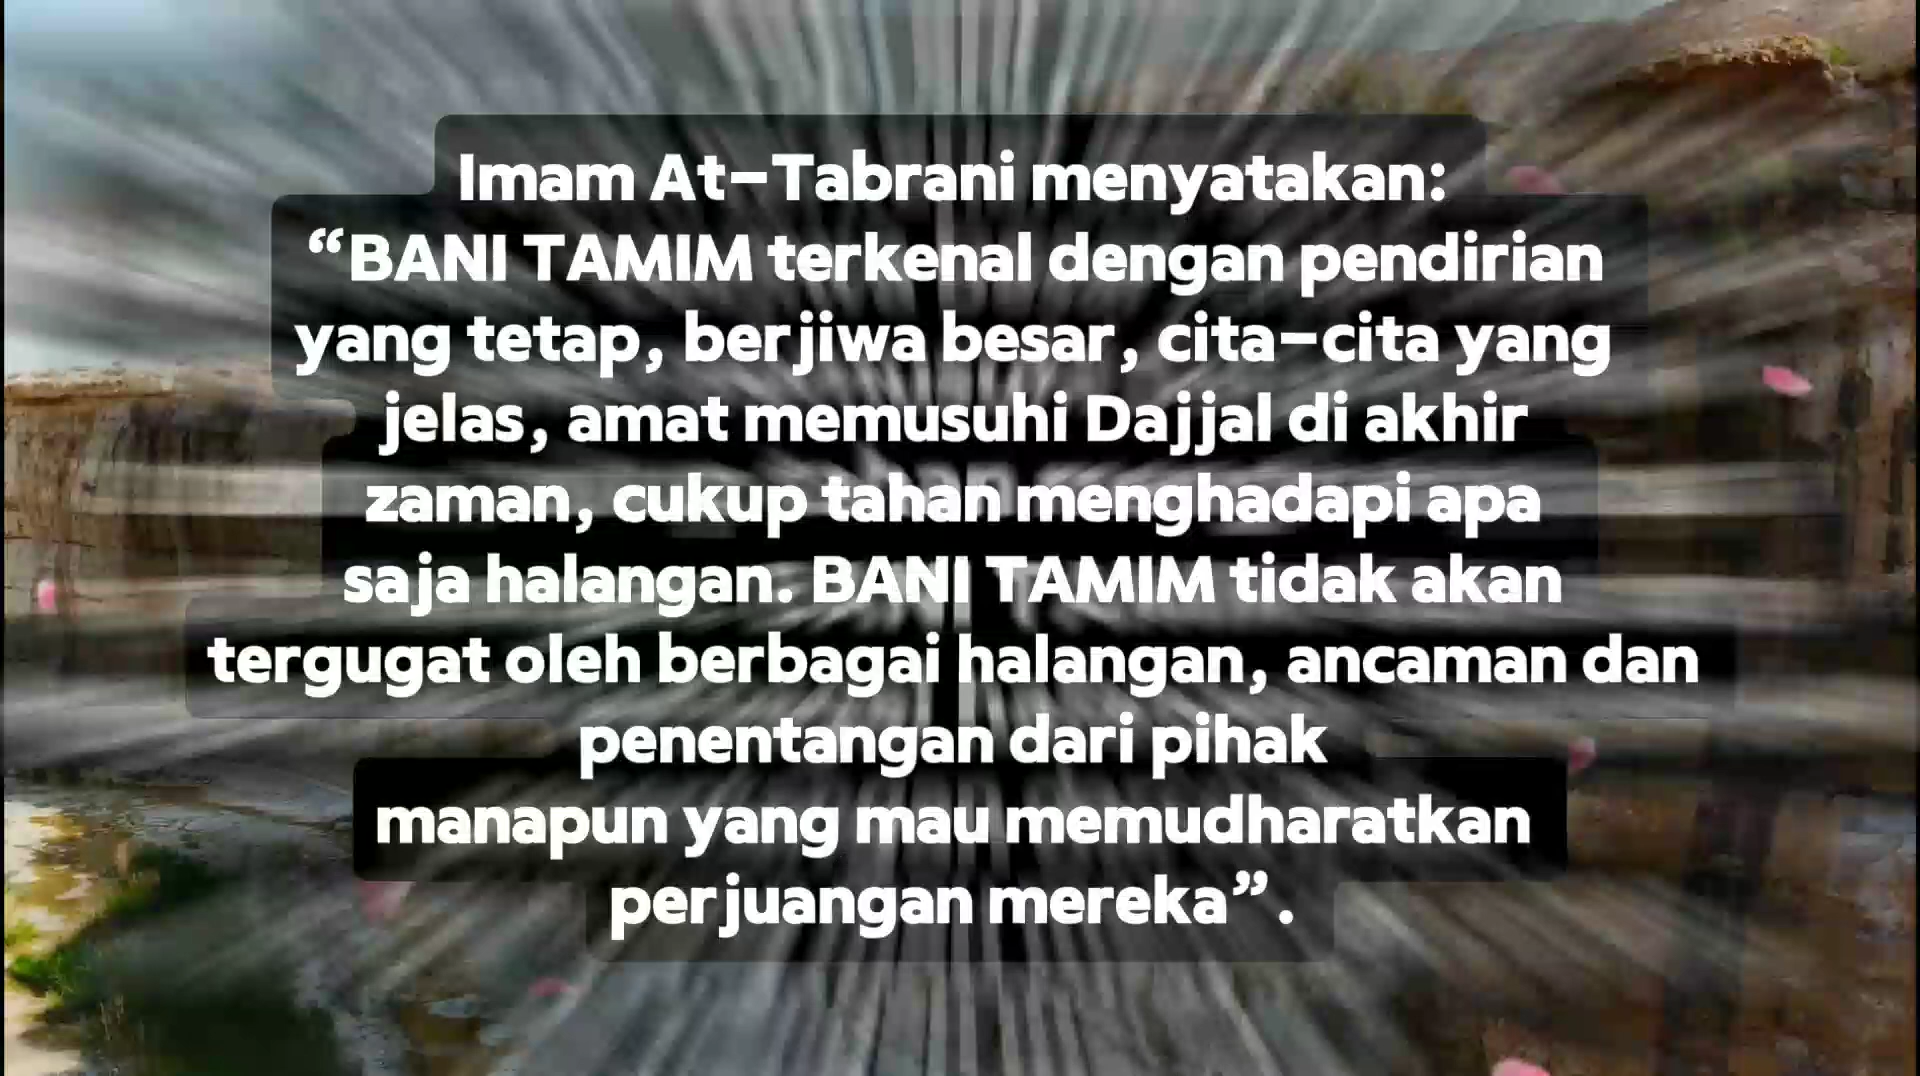 Imam At-Tabrani menyatakan:
“BANI TAMIM terkenal dengan pendirian
yang tetap, berjiwa besar, cita-cita yang
jelas, amat memusuhi Dajjal di akhir
zaman, cukup tahan menghadapi apa
saja halangan. BANI TAMIM tidak akan
tergugat oleh berbagai halangan, ancaman dan
penentangan dari pihak
manapun yang mau memudharatkan
perjuangan mereka”.